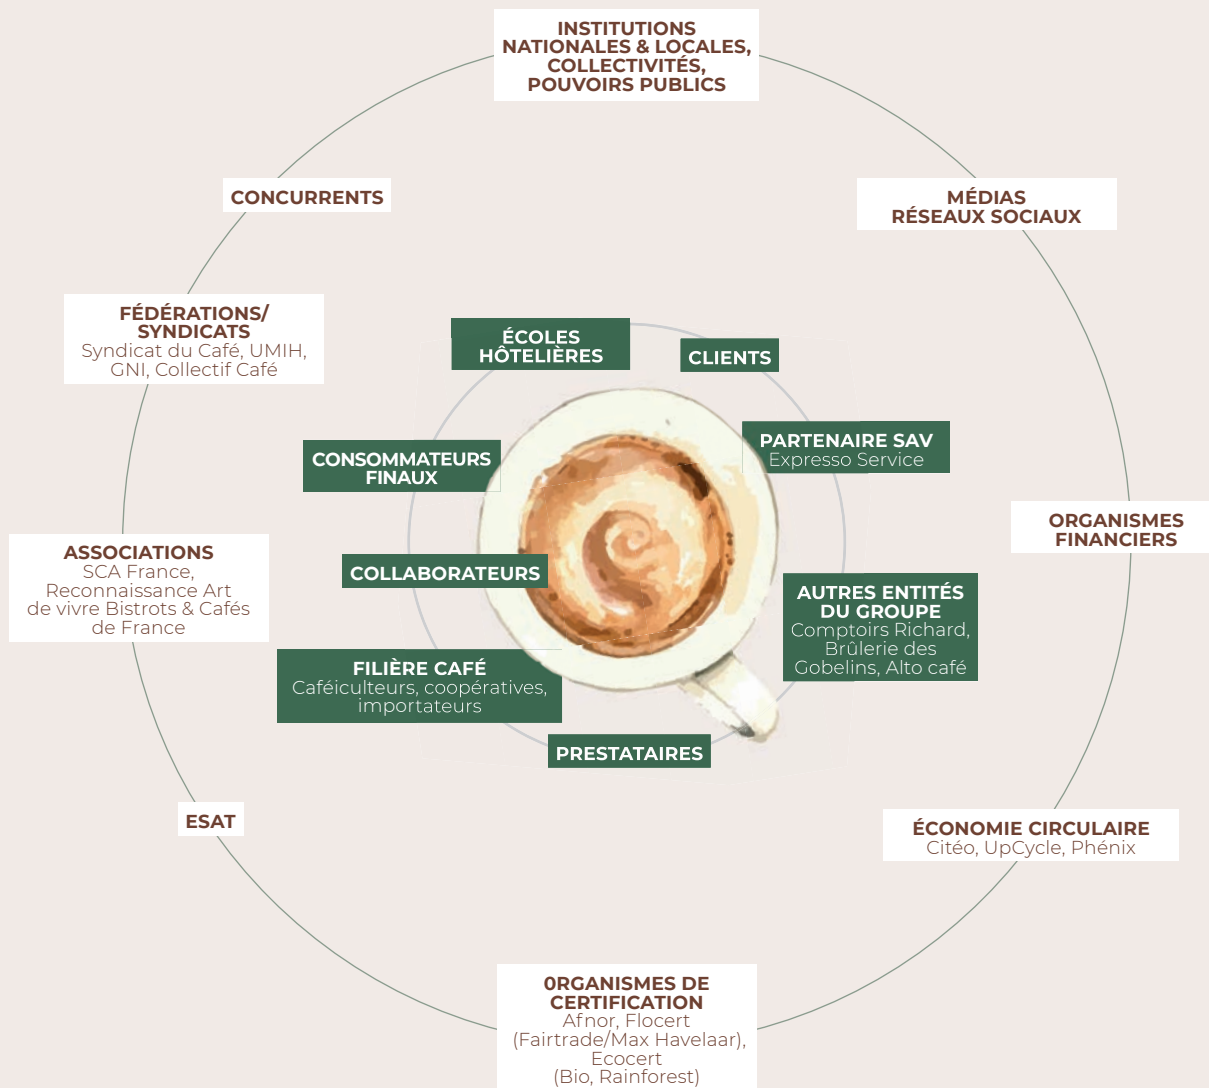 INSTITUTIONS
NATIONALES & LOCALES,
COLLECTIVITÉS,
POUVOIRS PUBLICS
CONCURRENTS
MÉDIAS
RÉSEAUX SOCIAUX
FÉDÉRATIONS/
SYNDICATS
Syndicat du Café, UMIH,
GNI, Collectif Café
ÉCOLES
HÔTELIÈRES
CLIENTS
CONSOMMATEURS
FINAUX
PARTENAIRE SAV
Expresso Service
ORGANISMES
FINANCIERS
ASSOCIATIONS
SCA France,
Reconnaissance Art
de vivre Bistrots & Cafés
de France
COLLABORATEURS
AUTRES ENTITÉS
DU GROUPE
Comptoirs Richard,
Brûlerie des
Gobelins, Alto café
FILIÈRE CAFÉ
Caféiculteurs, coopératives,
importateurs
PRESTATAIRES
ESAT
ÉCONOMIE CIRCULAIRE
Citéo, UpCycle, Phénix
0RGANISMES DE
CERTIFICATION
Afnor, Flocert
(Fairtrade/Max Havelaar),
Ecocert
(Bio, Rainforest)